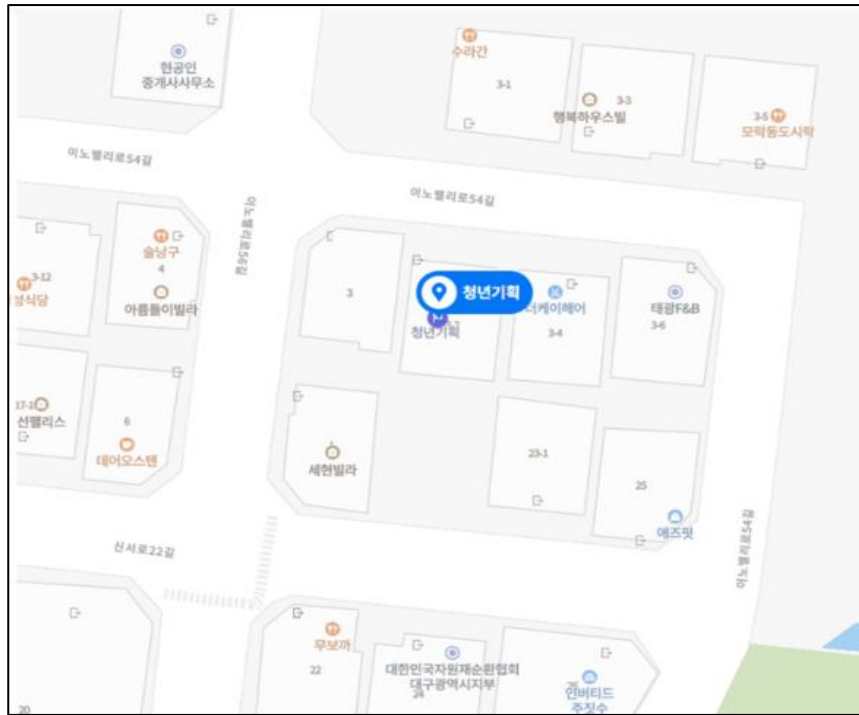 현공인
중개사사무소
수라간
3-1
3-3
행복하우스빌
3-5
모락동도시락
이노밸리로54길
이노밸리로54길
이노밸리로56길
술낭구
4
아름들이빌라
3-12
성식당
3
청년기획
청년기획
더케이헤어
3-4
태광F&B
3-6
17-1
선팰리스
6
데어오스텐
세현빌라
23-1
25
애즈펏
이노밸리로54길
신서로22길
무보까
22
대한민국자원재순환협회
대구광역시지부
24
26
인버티드
주짓수
20